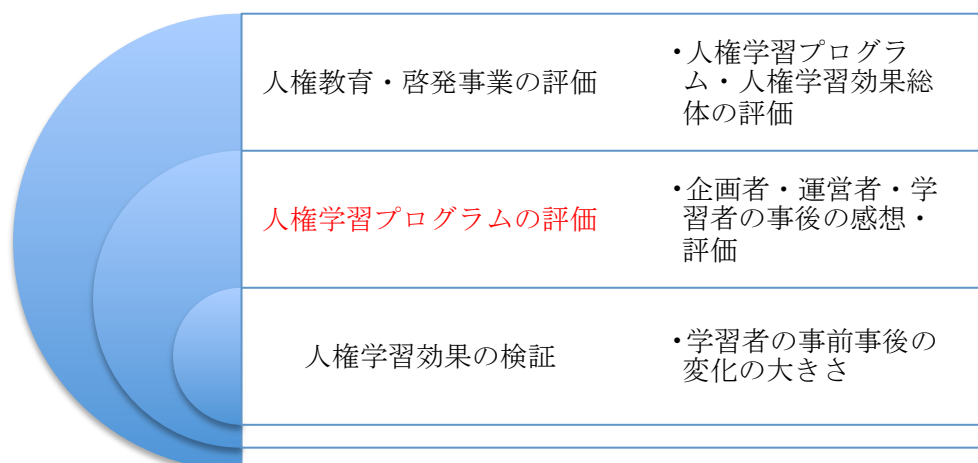 人権教育・啓発事業の評価
・人権学習プログラ
ム・人権学習効果総
体の評価
人権学習プログラムの評価
・企画者・運営者・学
習者の事後の感想・
評価
人権学習効果の検証
・学習者の事前事後の
変化の大きさ